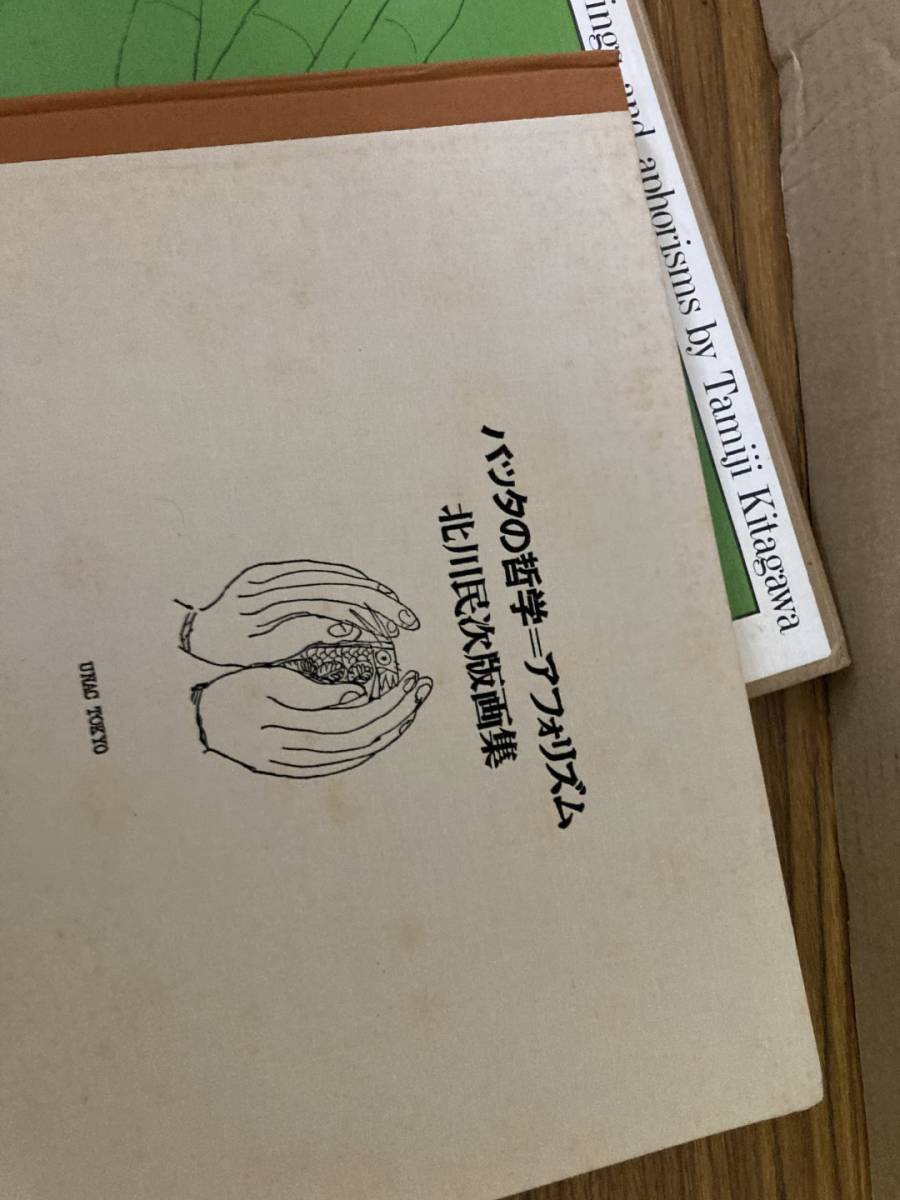 バッタの哲学=アフォリズム
北川民次版画集
UNAC TOKYO
and aphorisms by Tamiji Kitagawa